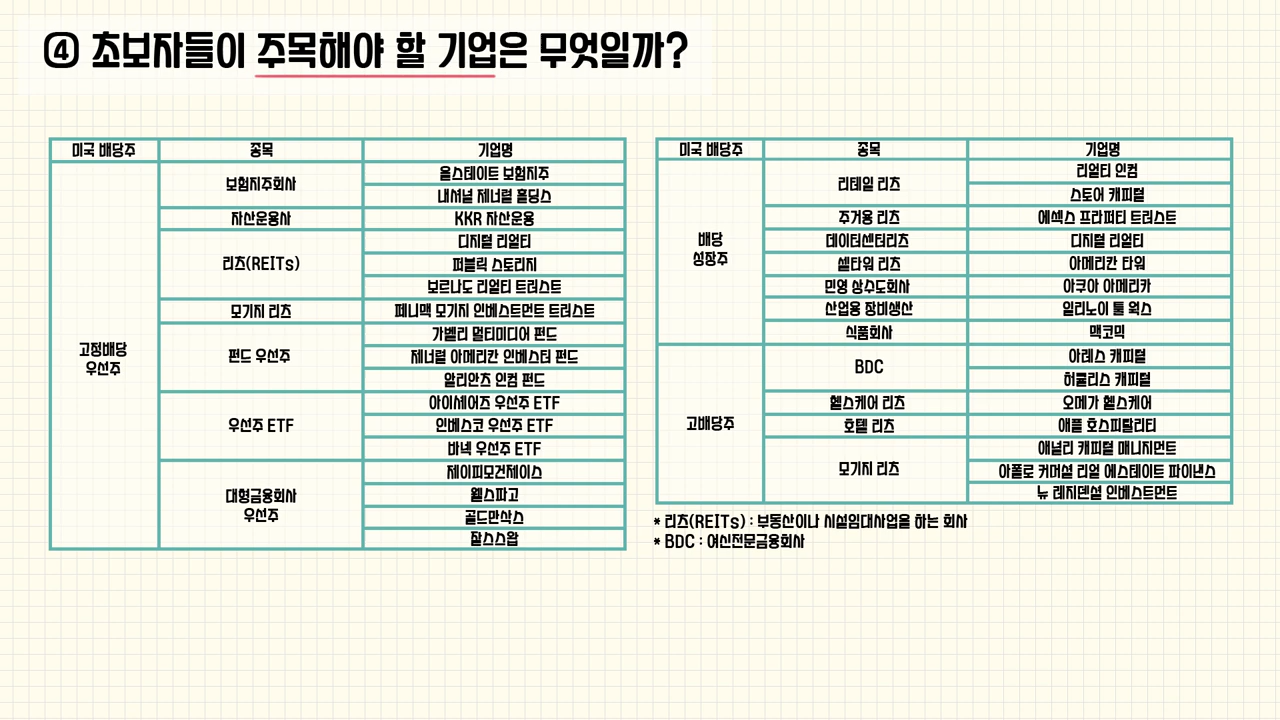 ④ 초보자들이 주목해야 할 기업은 무엇일까?
미국 배당주 종목 기업명
고정배당
우선주
보험지주회사
올스테이트 보험지주
내셔널 제너럴 홀딩스
자산운용사 KKR 자산운용
리츠(REITs)
디지털 리얼티
퍼블릭 스토리지
보르나도 리얼티 트러스트
모기지 리츠 페니맥 모기지 인베스트먼트 트러스트
펀드 우선주
가벨리 멀티미디어 펀드
제너럴 아메리칸 인베스터 펀드
알리안츠 인컴 펀드
우선주 ETF
아이셰어즈 우선주 ETF
인베스코 우선주 ETF
바넥 우선주 ETF
대형금융회사
우선주
제이피모건체이스
웰스파고
골드만삭스
찰스스왑
미국 배당주 종목 기업명
배당
성장주
리테일 리츠
리얼티 인컴
스토어 캐피털
주거용 리츠 에섹스 프라퍼티 트러스트
데이터센터리츠 디지털 리얼티
셀타워 리츠 아메리칸 타워
민영 상수도회사 아쿠아 아메리카
산업용 장비생산 일리노이 툴 웍스
식품회사 맥코믹
고배당주
BDC
아레스 캐피털
허큘리스 캐피털
헬스케어 리츠 오메가 헬스케어
호텔 리츠 애플 호스피탈리티
모기지 리츠
애널리 캐피털 매니지먼트
아폴로 커머셜 리얼 에스테이트 파이낸스
뉴 레지덴셜 인베스트먼트
* 리츠(REITs) : 부동산이나 시설임대사업을 하는 회사
* BDC : 여신전문금융회사